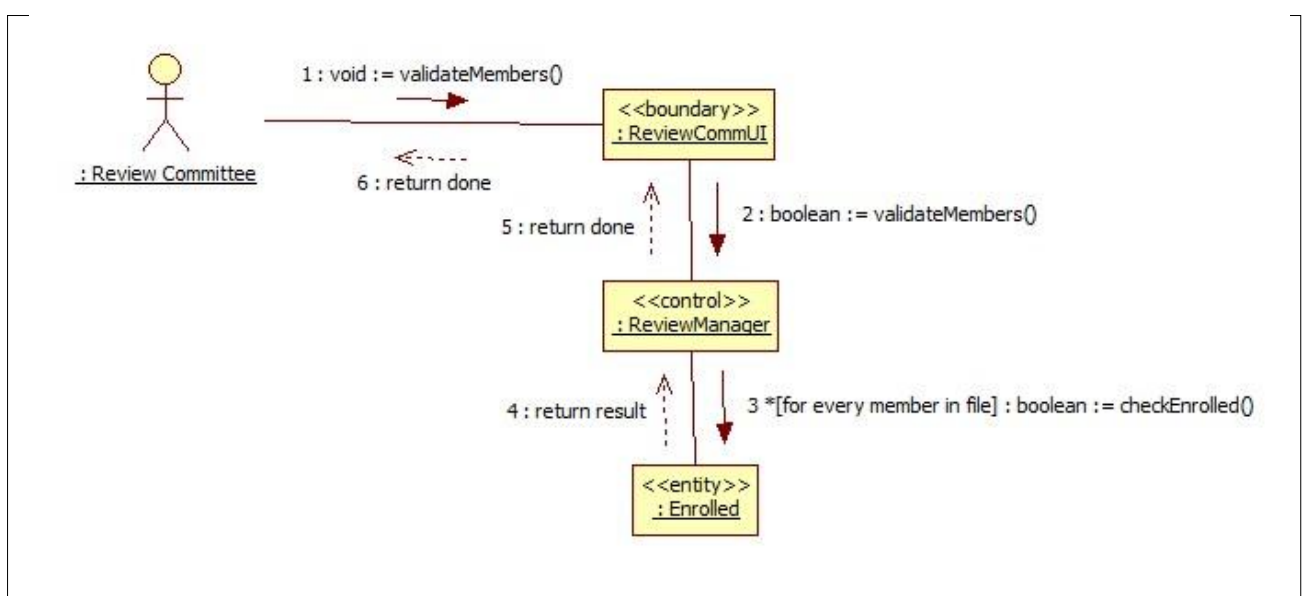 1 : void := validateMembers()
<<boundary>>
: ReviewCommUI
: Review Committee
6 : return done
5 : return done
2 : boolean := validateMembers()
<<control>>
: ReviewManager
4 : return result
3 *[for every member in file] : boolean := checkEnrolled()
<<entity>>
: Enrolled